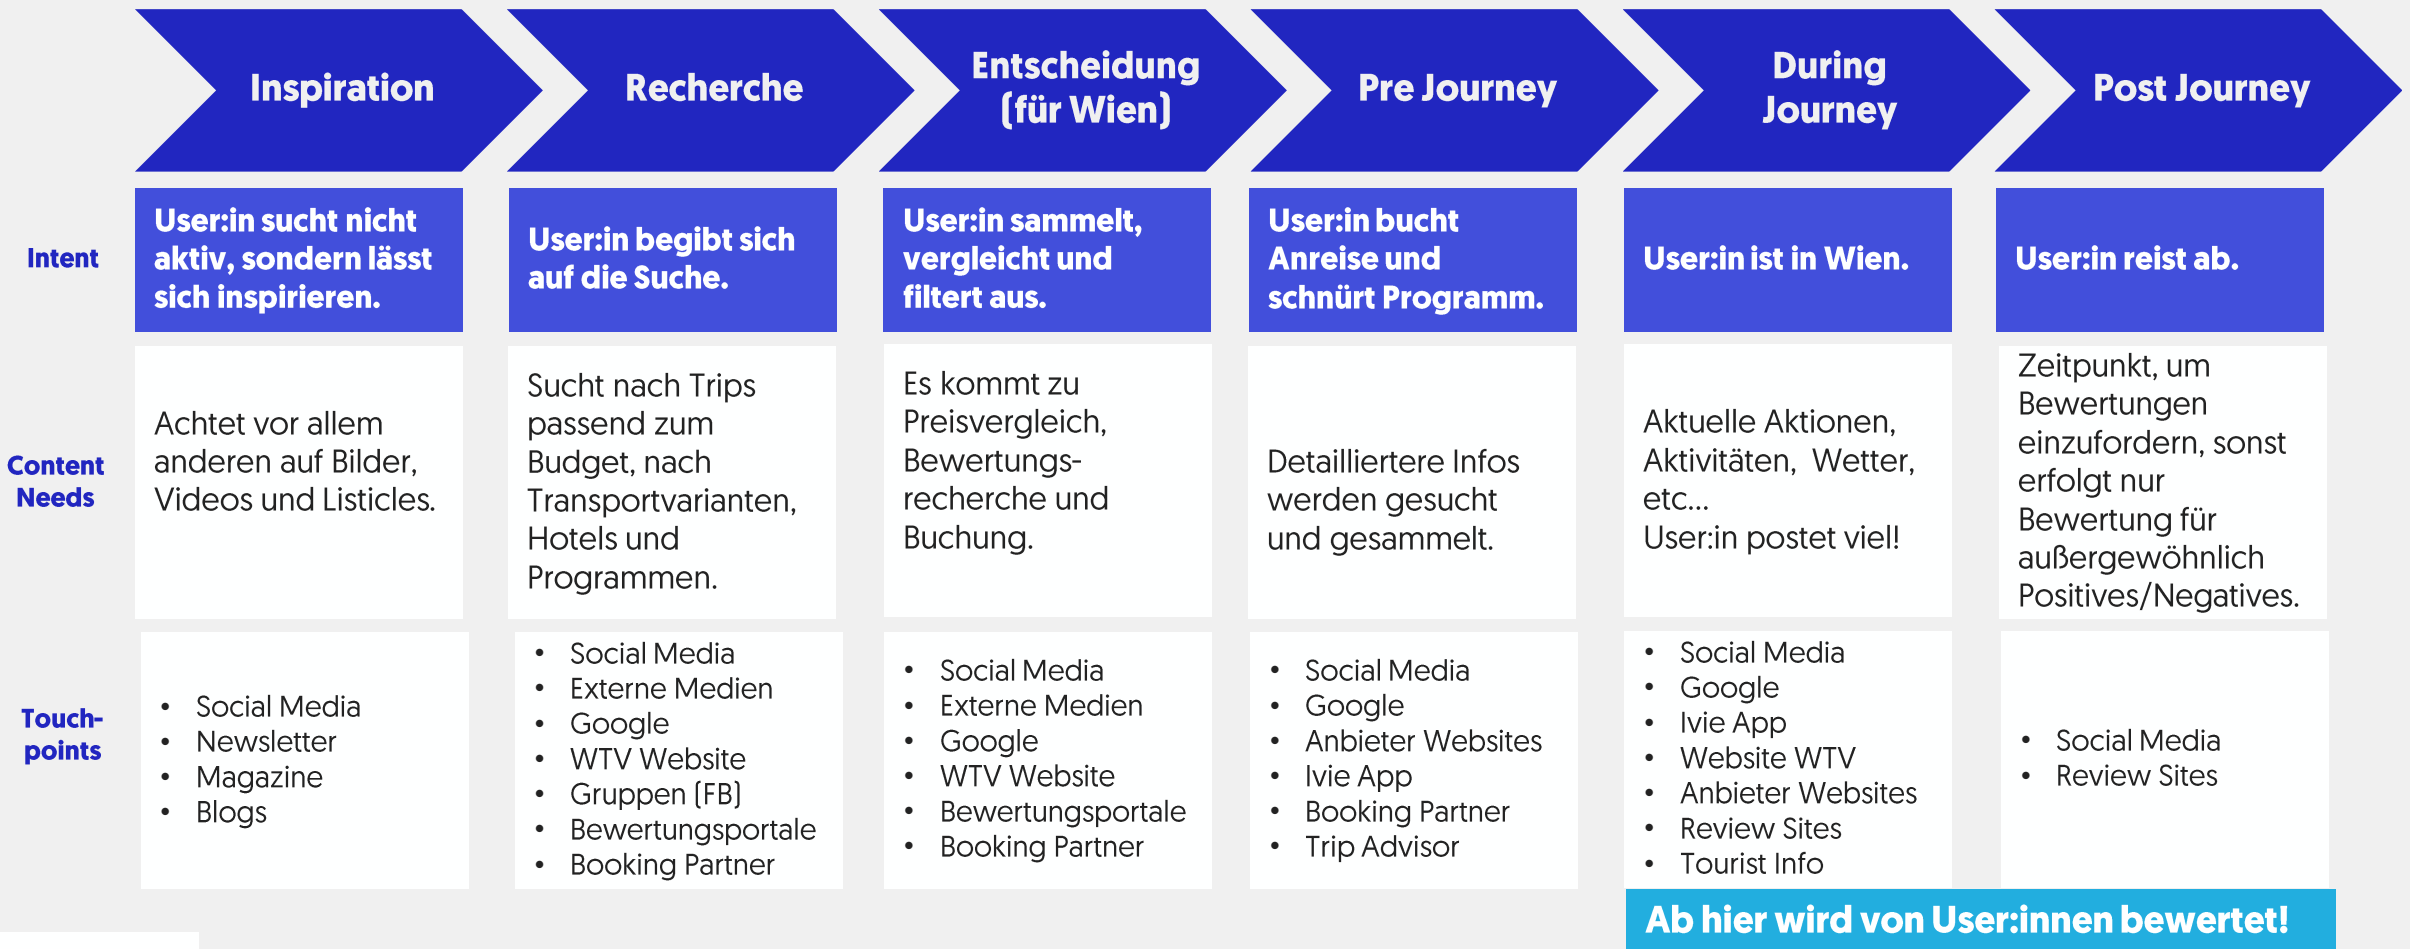 Inspiration
Recherche
Entscheidung
(für Wien)
Pre Journey
During
Journey
Post Journey
Intent
User:in sucht nicht
aktiv, sondern lässt
sich inspirieren.
User:in begibt sich
auf die Suche.
User:in sammelt,
vergleicht und
filtert aus.
User:in bucht
Anreise und
schnürt Programm.
User:in ist in Wien.
User:in reist ab.
Content
Needs
Achtet vor allem
anderen auf Bilder,
Videos und Listicles.
Sucht nach Trips
passend zum
Budget, nach
Transportvarianten,
Hotels und
Programmen.
Es kommt zu
Preisvergleich,
Bewertungs-
recherche und
Buchung.
Detailliertere Infos
werden gesucht
und gesammelt.
Aktuelle Aktionen,
Aktivitäten, Wetter,
etc...
User:in postet viel!
Zeitpunkt, um
Bewertungen
einzufordern, sonst
erfolgt nur
Bewertung für
außergewöhnlich
Positives/Negatives.
Touch-
points
• Social Media
• Newsletter
• Magazine
• Blogs
• Social Media
• Externe Medien
• Google
• WTV Website
• Gruppen (FB)
• Bewertungsportale
• Booking Partner
• Social Media
• Externe Medien
• Google
• WTV Website
• Bewertungsportale
• Booking Partner
• Social Media
• Google
• Anbieter Websites
• Ivie App
• Booking Partner
• Trip Advisor
• Social Media
• Google
• Ivie App
• Website WTV
• Anbieter Websites
• Review Sites
• Tourist Info
• Social Media
• Review Sites
Ab hier wird von User:innen bewertet!